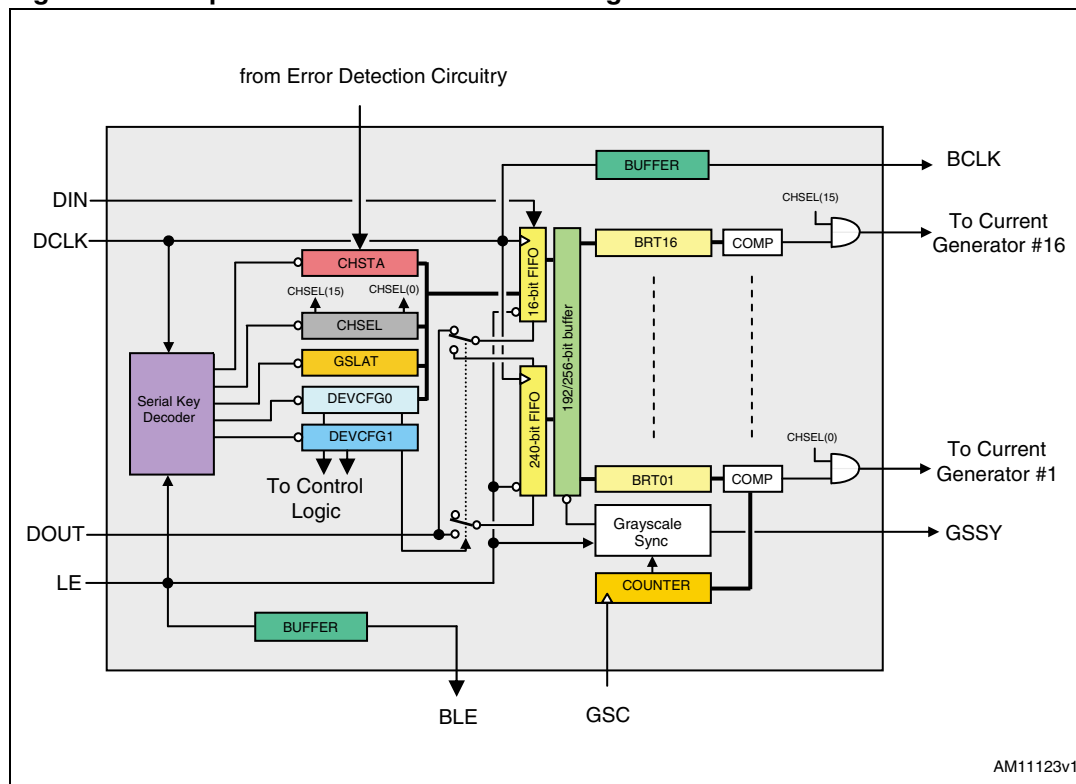 from Error Detection Circuitry
BUFFER
BCLK
DIN
CHSEL(15)
DCLK
To Current
Generator #16
16-bit FIFO
192/256-bit buffer
BRT16
COMP
CHSTA
CHSEL(15)
CHSEL(0)
CHSEL
GSLAT
Serial Key
Decoder
DEVCFG0
DEVCFG1
240-bit FIFO
CHSEL(0)
To Control
Logic
BRT01
COMP
To Current
Generator #1
DOUT
Grayscale
Sync
GSSY
LE
COUNTER
BUFFER
BLE
GSC
AM11123v1